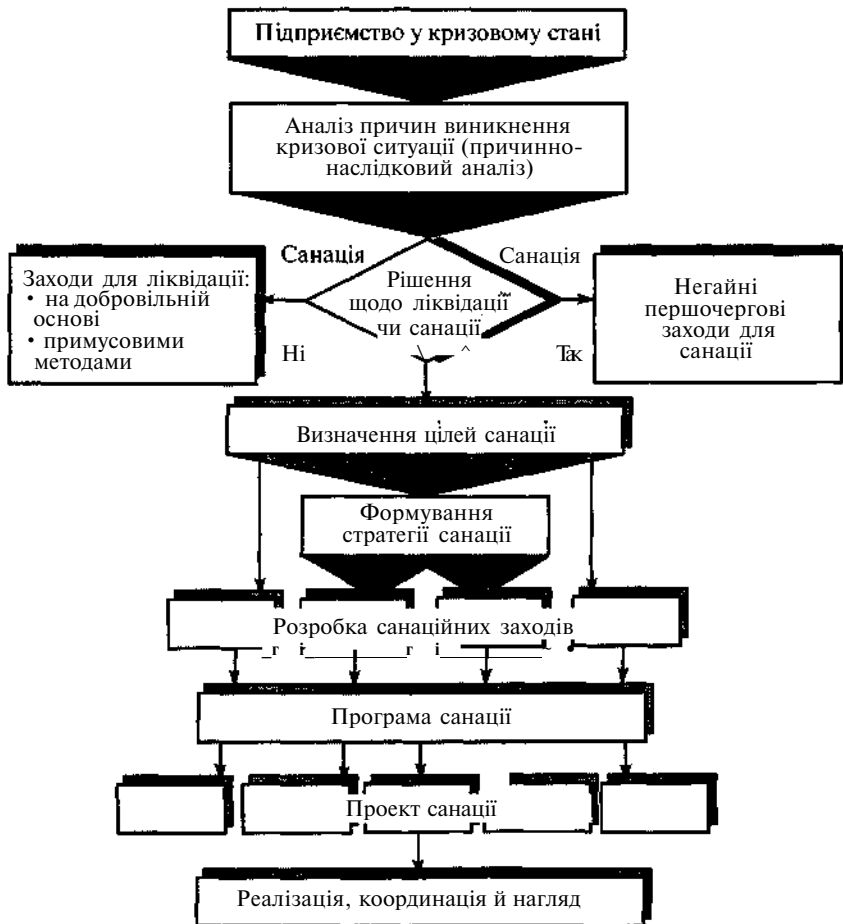 Підприємство у кризовому стані
Аналіз причин виникнення
кризової ситуації (причинно-
наслідковий аналіз)
Санація
Санація
Заходи для ліквідації:
• на добровільній
основі
• примусовими
методами
Рішення
щодо ліквідації
чи санації
Негайні
першочергові
заходи для
санації
Ні
Так
Визначення цілей санації
Формування
стратегії санації
Розробка санаційних заходів
Програма санації
Проект санації
Реалізація, координація й нагляд